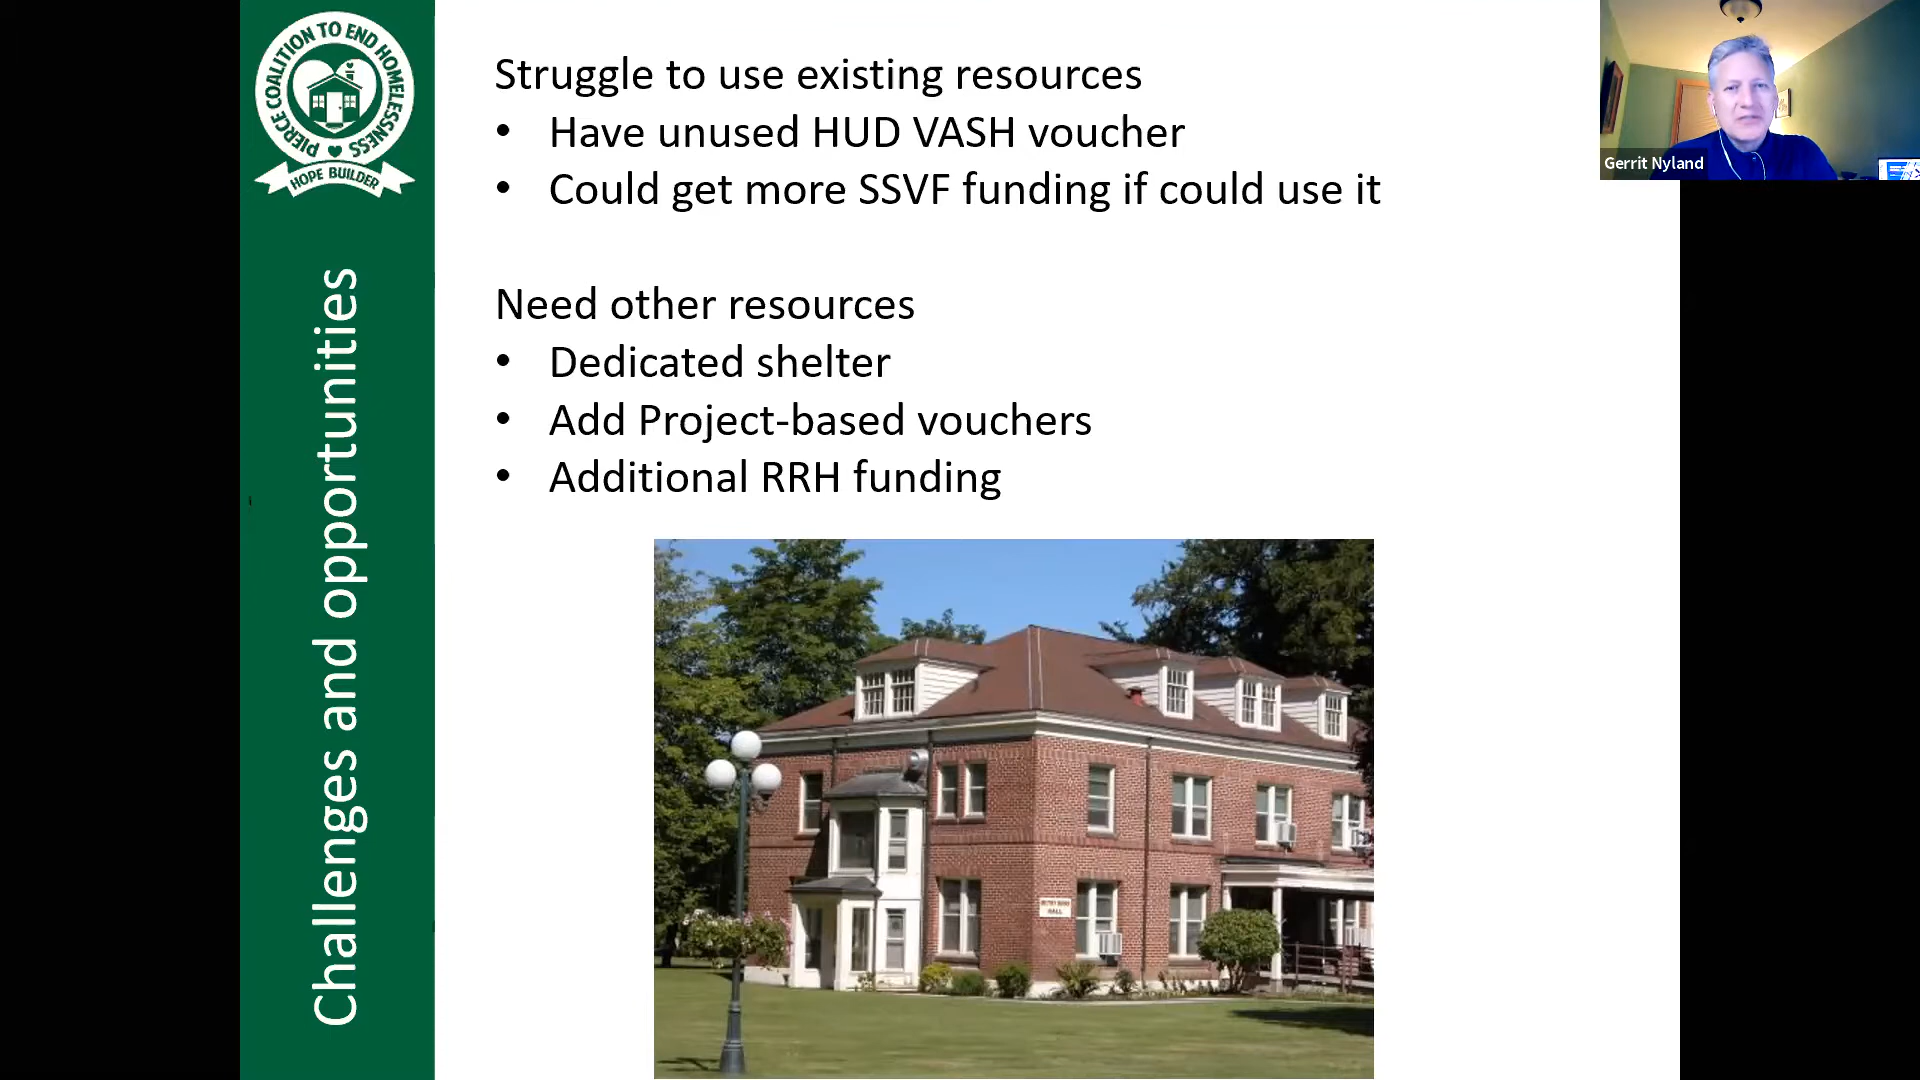 PIERCE COALITION TO END HOMELESSNESS
HOPE BUILDER
Challenges and opportunities
Struggle to use existing resources
• Have unused HUD VASH voucher
• Could get more SSVF funding if could use it
Need other resources
• Dedicated shelter
• Add Project-based vouchers
• Additional RRH funding
HALL
Gerrit Nyland